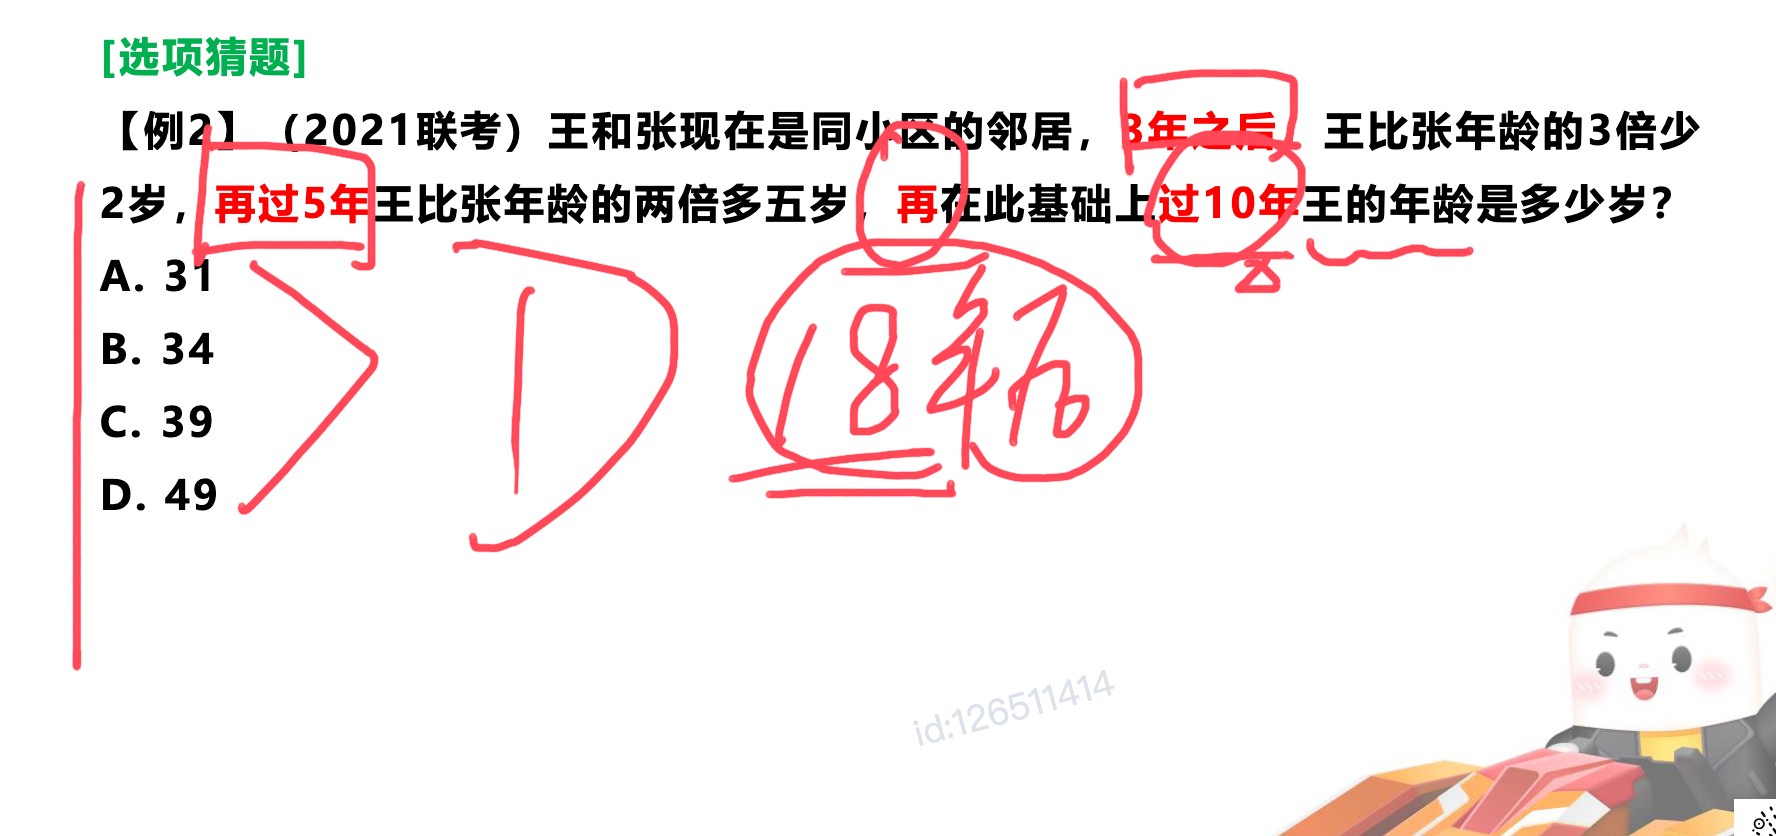 [选项猜题]
【例2】（2021联考）王和张现在是同小区的邻居，3年之后，王比张年龄的3倍少
2岁，再过5年王比张年龄的两倍多五岁，再在此基础上过10年王的年龄是多少岁？
A. 31
B. 34
C. 39
D. 49
D
18年后
id:126511414